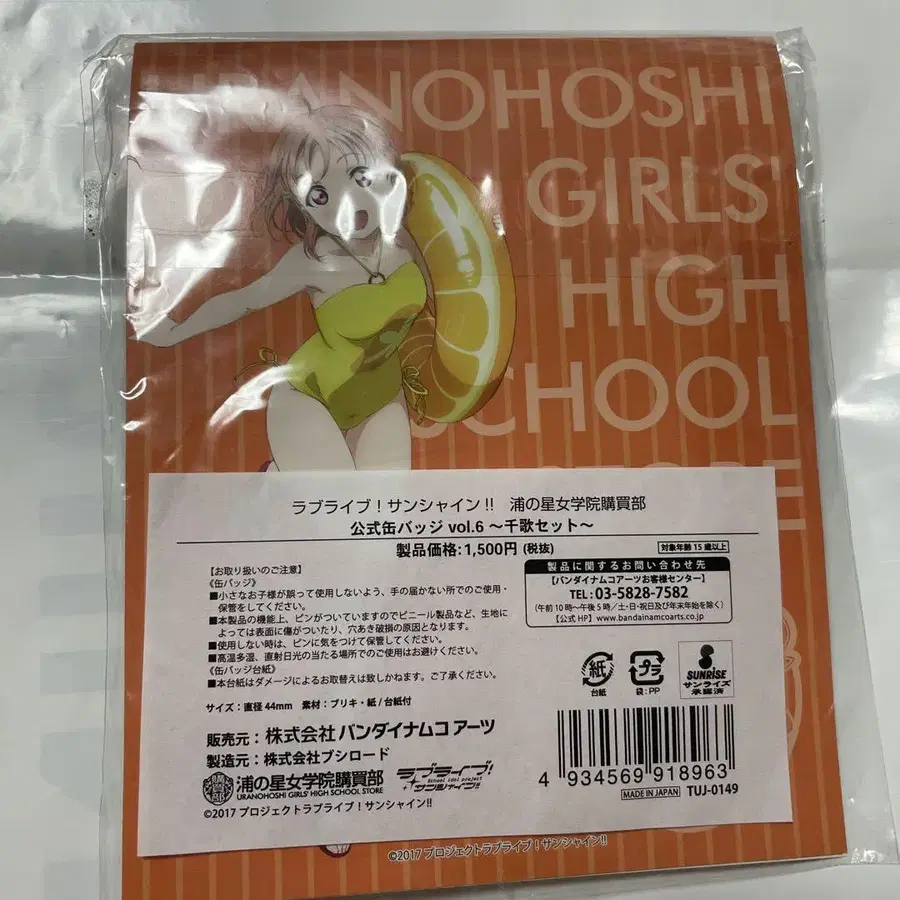 URANOHOSHI
GIRLS'
HIGH
SCHOOL
ラブライブ！サンシャイン!! 浦の星女学院購買部
公式缶バッジ vol.6 〜千歌セット〜
製品価格:1,500円 (税抜)
対象年齢15歳以上
【お取り扱いのご注意】
《缶バッジ》
■小さなお子様が誤って使用しないよう、手の届かない所でのご使用・
保管をしてください。
■本製品の機能上、ピンがついていますのでビニール製品など、生地に
よっては表面に傷がついたり、穴あき破損の原因となります。
■使用しない時は、ピンに気をつけて保管してください。
■高温多湿、直射日光の当たる場所でのご使用はお避けください。
《缶バッジ台紙》
■本台紙はダメージによるお取替えは致しかねます。ご了承ください。
サイズ：直径44mm 素材：ブリキ・紙 / 台紙付
製品に関するお問い合わせ先
【バンダイナムコアーツお客様センター】
TEL：03-5828-7582
(午前10時〜午後5時／土・日・祝日及び年末年始を除く)
【公式HP】www.bandainamcoarts.co.jp
紙
台紙
プラ
袋：PP
SUNRISE
サンライズ
承認済
販売元：株式会社バンダイナムコアーツ
製造元：株式会社ブシロード
浦の星女学院購買部
URANOHOSHI GIRLS' HIGH SCHOOL STORE
ラブライブ！
School idol project
サンシャイン!!
©2017 プロジェクトラブライブ！サンシャイン!!
4 934569 918963
MADE IN JAPAN
TUJ-0149
©2017 プロジェクトラブライブ！サンシャイン!!